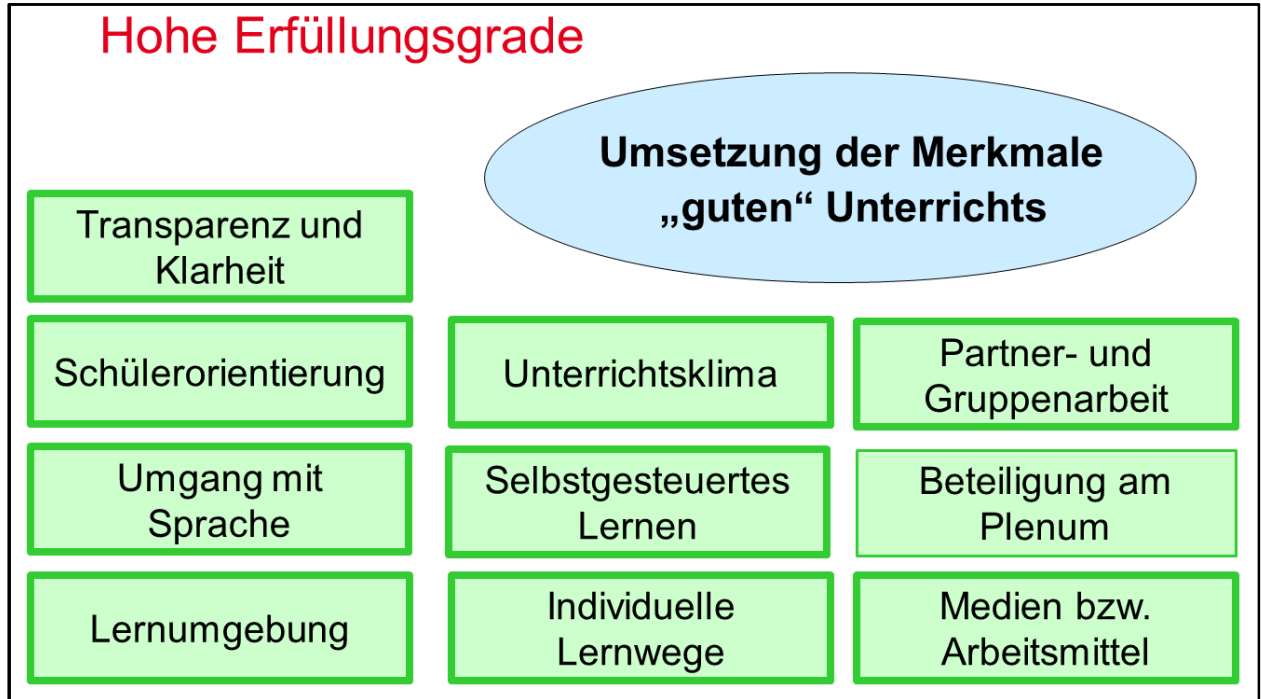 Hohe Erfüllungsgrade
Umsetzung der Merkmale
„guten“ Unterrichts
Transparenz und
Klarheit
Schülerorientierung
Unterrichtsklima
Partner- und
Gruppenarbeit
Umgang mit
Sprache
Selbstgesteuertes
Lernen
Beteiligung am
Plenum
Lernumgebung
Individuelle
Lernwege
Medien bzw.
Arbeitsmittel